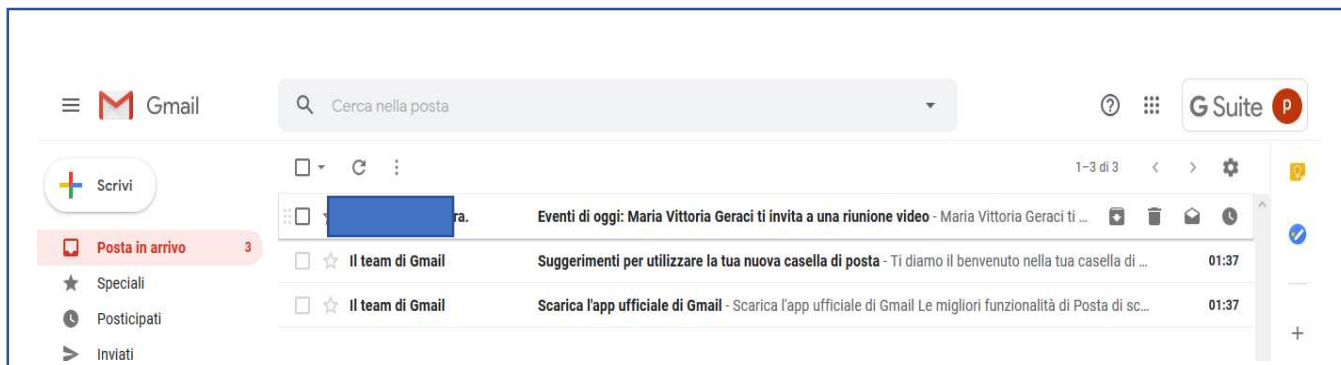 Gmail
Cerca nella posta
G Suite
P
Scrivi
1–3 di 3
ra.
Eventi di oggi: Maria Vittoria Geraci ti invita a una riunione video - Maria Vittoria Geraci ti ...
Posta in arrivo 3
Il team di Gmail Suggerimenti per utilizzare la tua nuova casella di posta - Ti diamo il benvenuto nella tua casella di ... 01:37
Speciali
Il team di Gmail Scarica l'app ufficiale di Gmail - Scarica l'app ufficiale di Gmail Le migliori funzionalità di Posta di sc... 01:37
Posticipati
Inviati